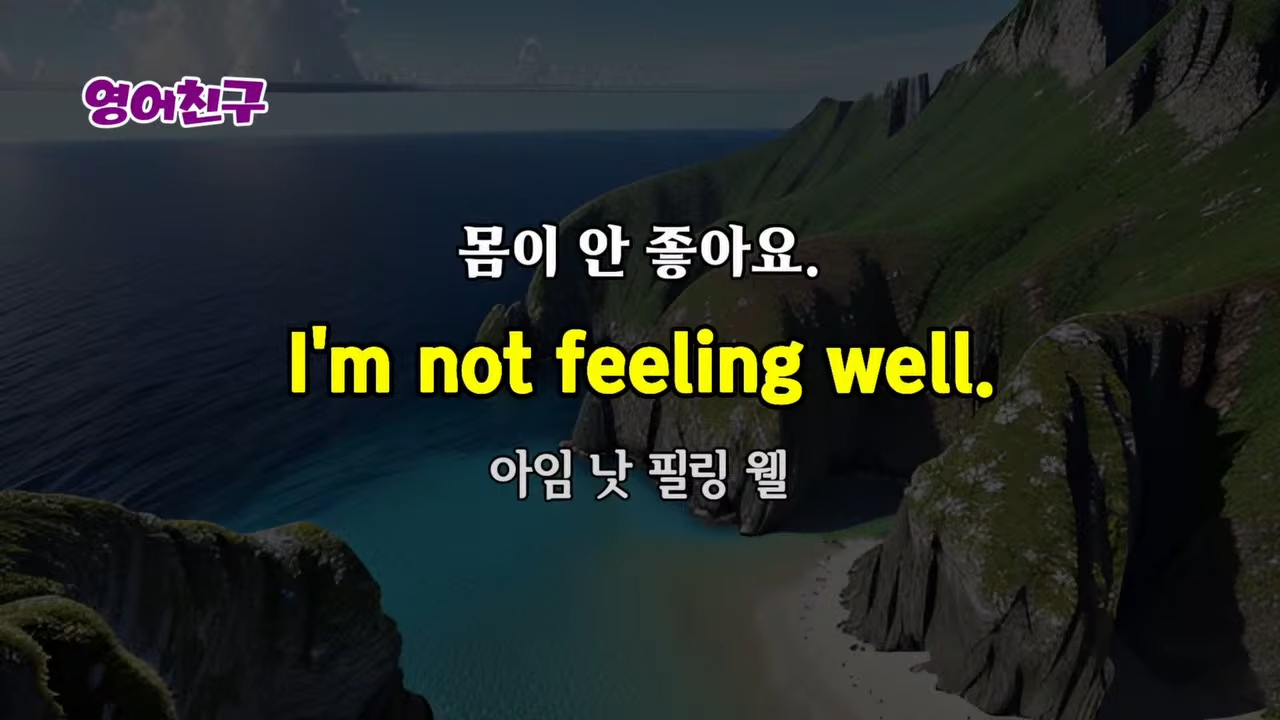 영어친구
몸이 안 좋아요.
I'm not feeling well.
아임 낫 필링 웰